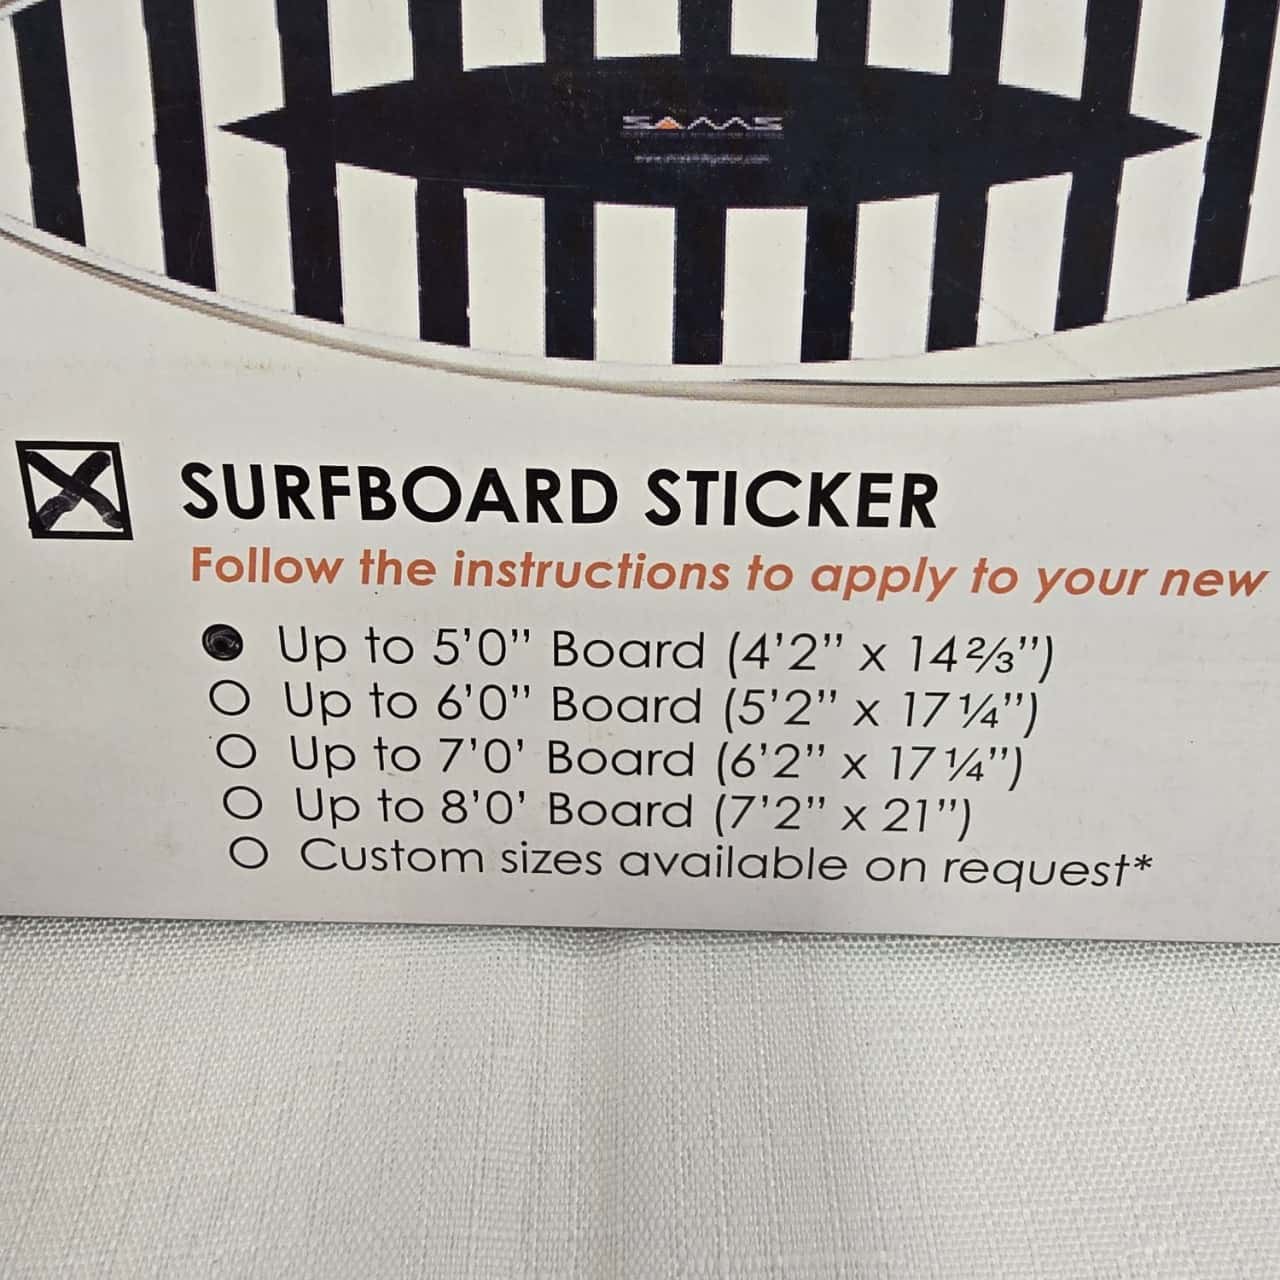 SAMS
SURFBOARD STICKER
Follow the instructions to apply to your new
Up to 5'0" Board (4'2" x 14⅔")
Up to 6'0" Board (5'2" x 17¼")
Up to 7'0' Board (6'2" x 17¼")
Up to 8'0' Board (7'2" x 21")
Custom sizes available on request*